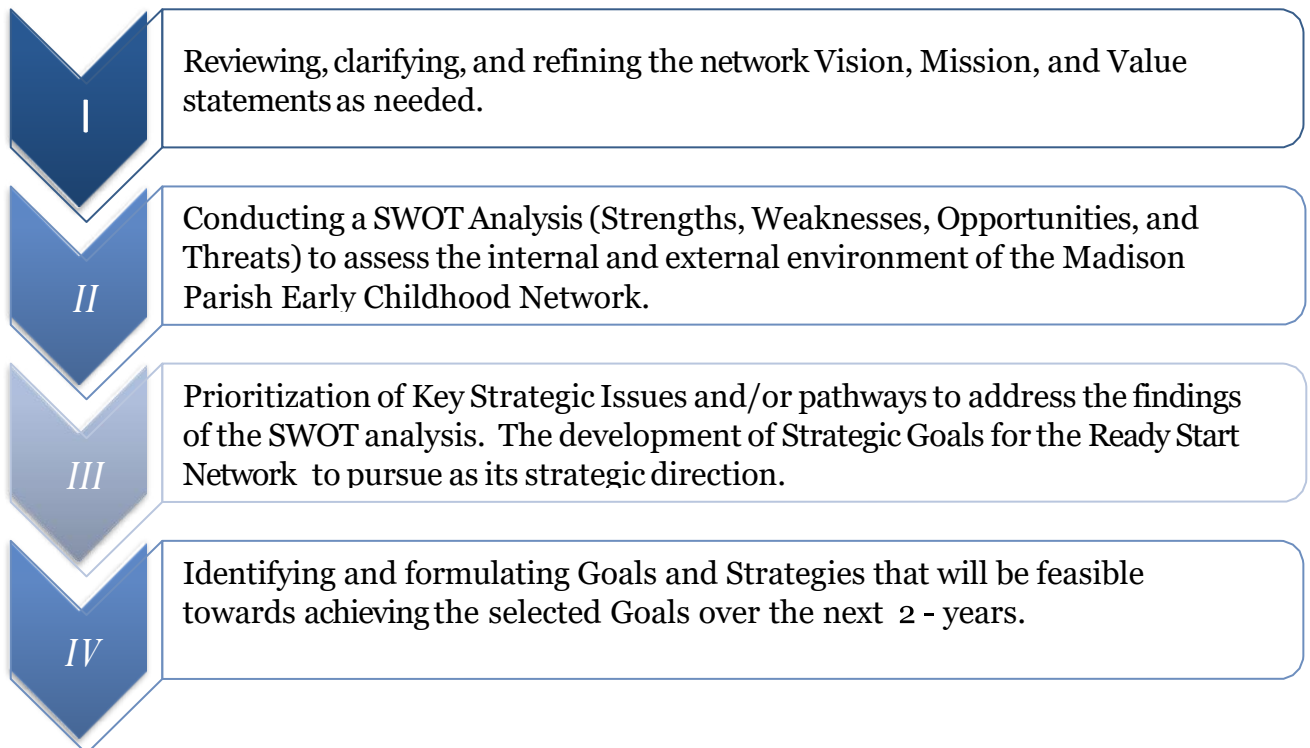 I
Reviewing, clarifying, and refining the network Vision, Mission, and Value
statements as needed.
II
Conducting a SWOT Analysis (Strengths, Weaknesses, Opportunities, and
Threats) to assess the internal and external environment of the Madison
Parish Early Childhood Network.
III
Prioritization of Key Strategic Issues and/or pathways to address the findings
of the SWOT analysis. The development of Strategic Goals for the Ready Start
Network to pursue as its strategic direction.
IV
Identifying and formulating Goals and Strategies that will be feasible
towards achieving the selected Goals over the next 2 - years.